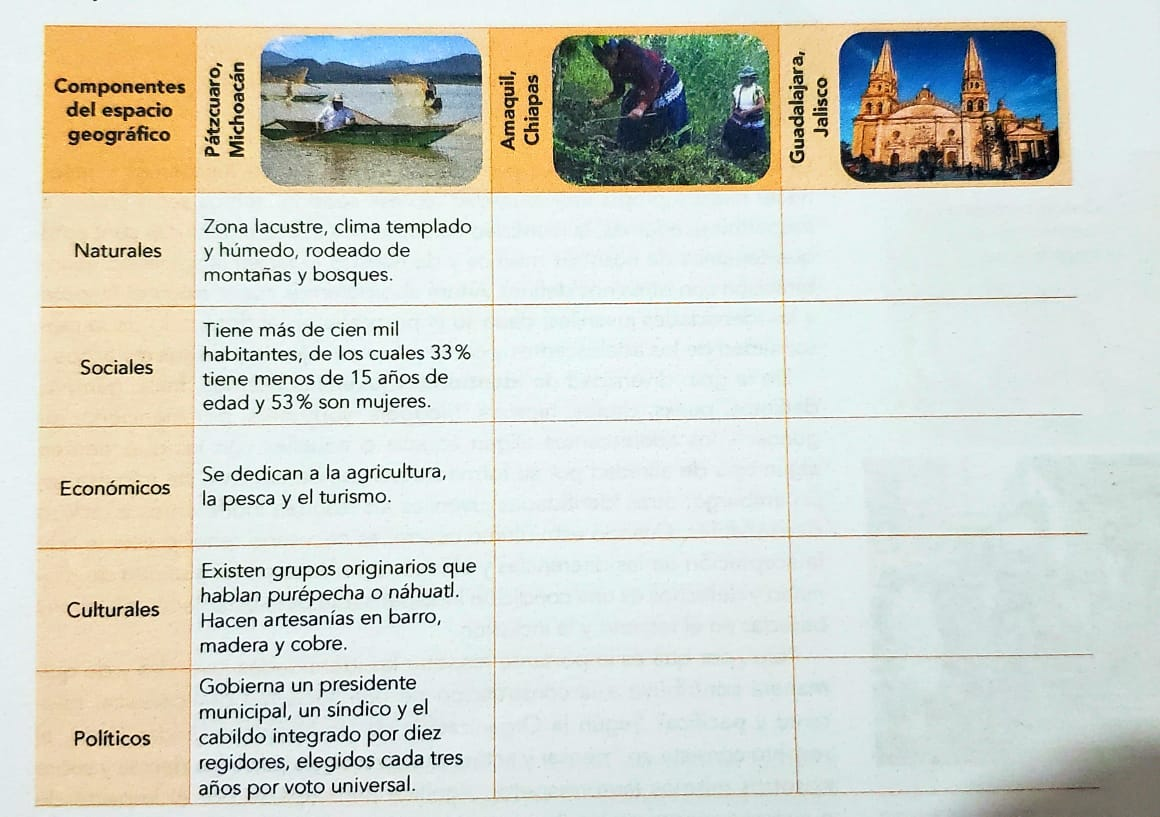 Componentes
del espacio
geográfico
Pátzcuaro,
Michoacán
Amaquil,
Chiapas
Guadalajara,
Jalisco
Naturales
Zona lacustre, clima templado
y húmedo, rodeado de
montañas y bosques.
Sociales
Tiene más de cien mil
habitantes, de los cuales 33%
tiene menos de 15 años de
edad y 53% son mujeres.
Económicos
Se dedican a la agricultura,
la pesca y el turismo.
Culturales
Existen grupos originarios que
hablan purépecha o náhuatl.
Hacen artesanías en barro,
madera y cobre.
Políticos
Gobierna un presidente
municipal, un síndico y el
cabildo integrado por diez
regidores, elegidos cada tres
años por voto universal.